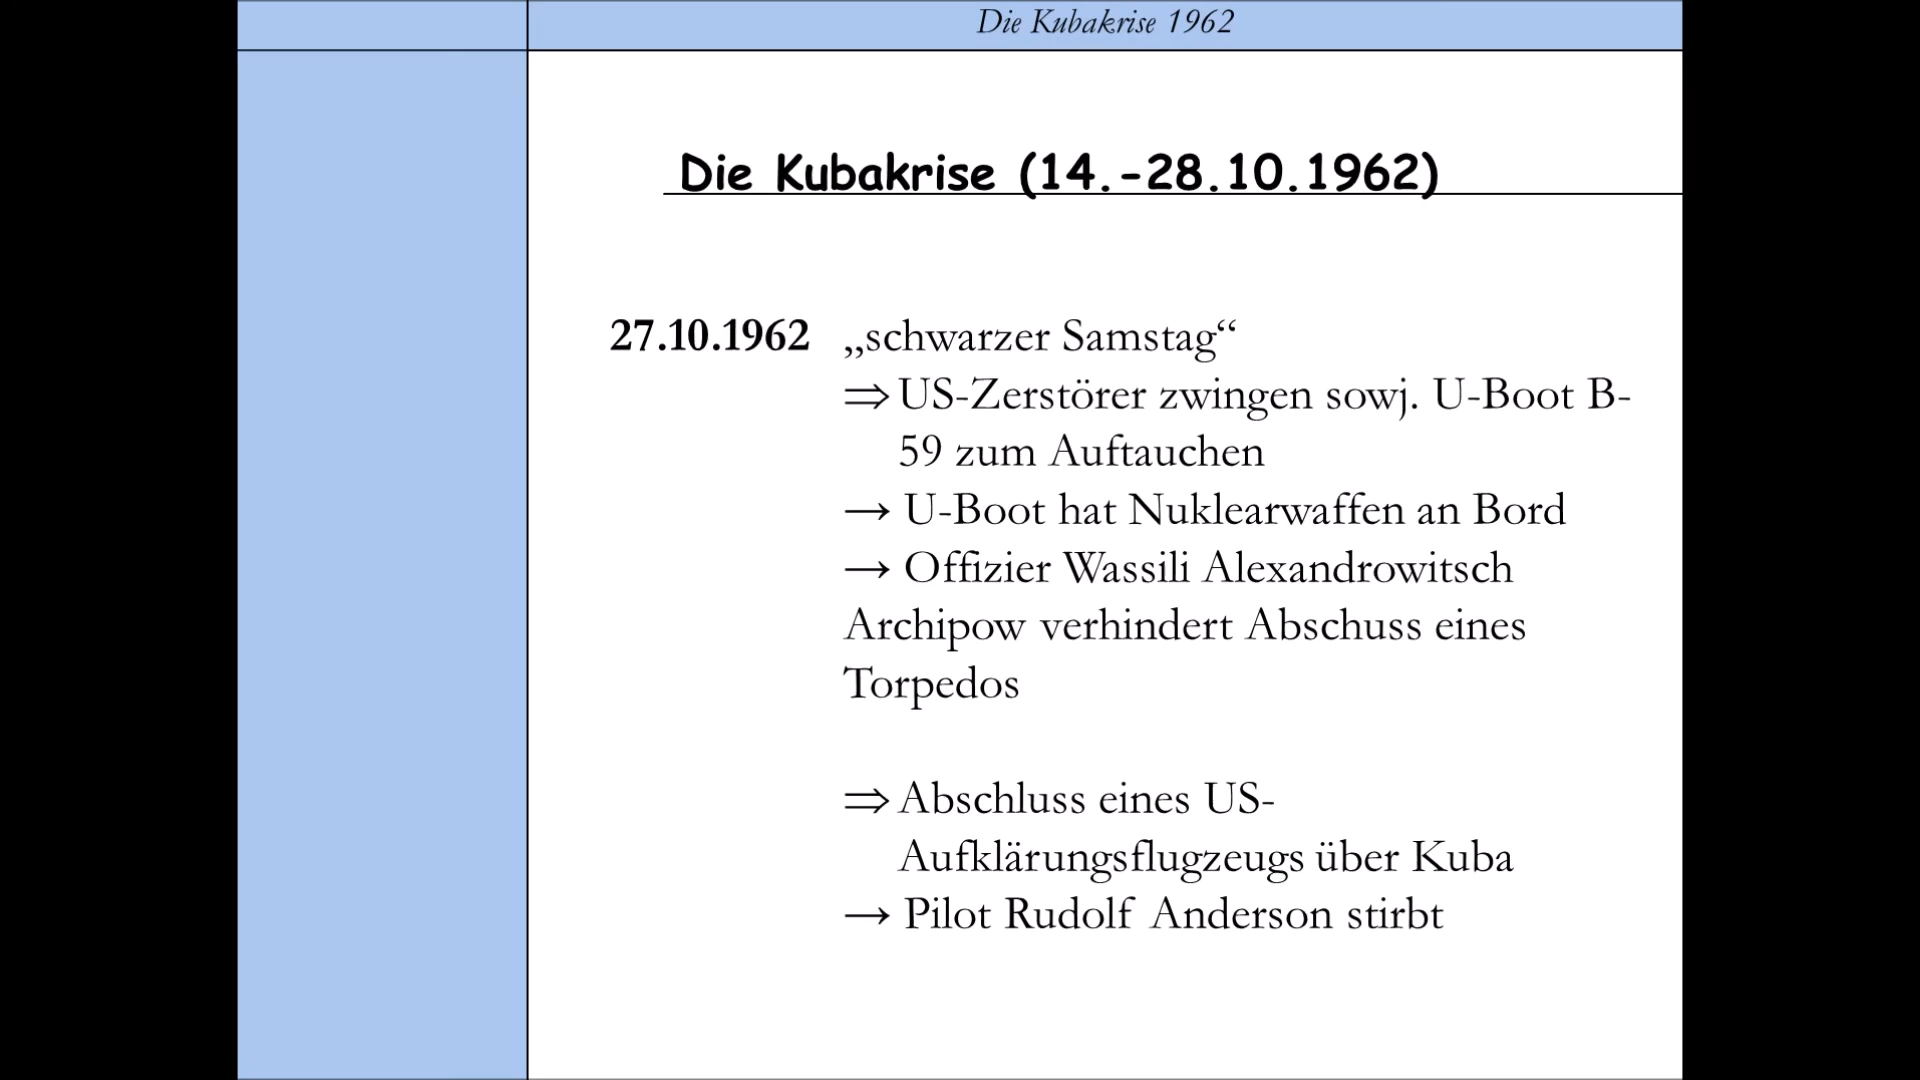 Die Kubakrise 1962
Die Kubakrise (14.-28.10.1962)
27.10.1962 „schwarzer Samstag“
⇒ US-Zerstörer zwingen sowj. U-Boot B-
59 zum Auftauchen
→ U-Boot hat Nuklearwaffen an Bord
→ Offizier Wassili Alexandrowitsch
Archipow verhindert Abschuss eines
Torpedos
⇒ Abschluss eines US-
Aufklärungsflugzeugs über Kuba
→ Pilot Rudolf Anderson stirbt